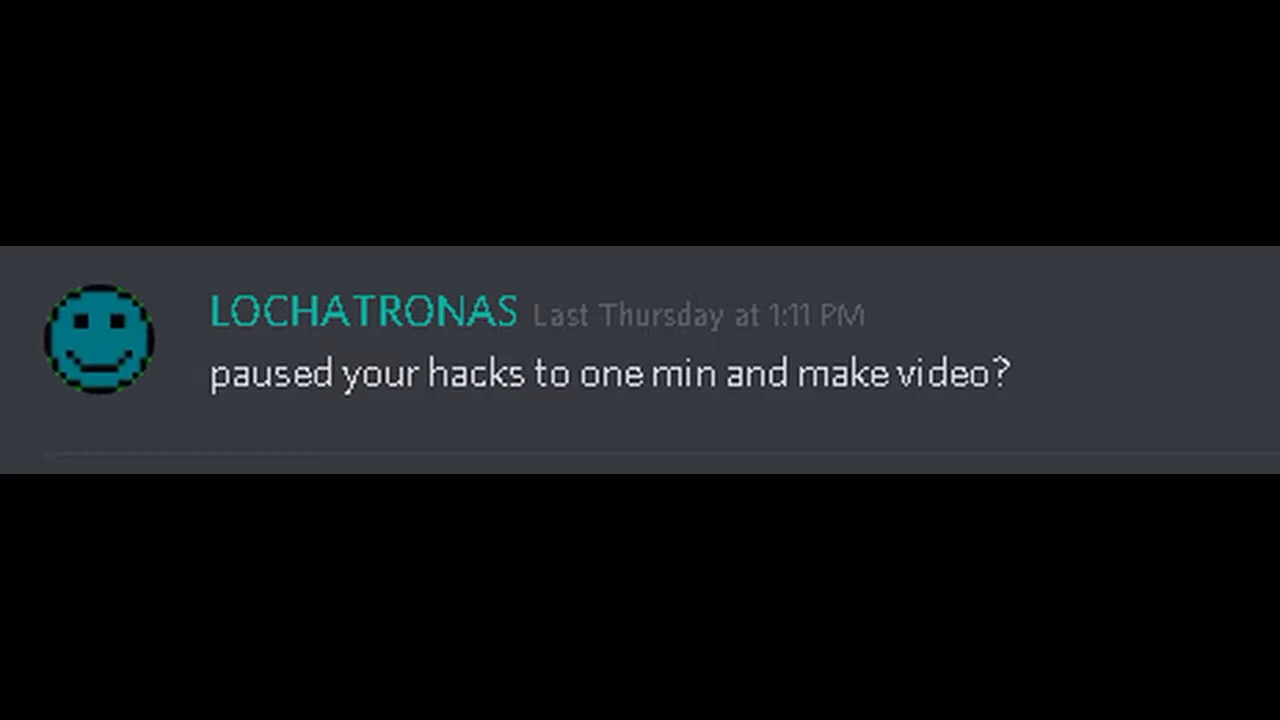 LOCHATRONAS Last Thursday at 1:11 PM
paused your hacks to one min and make video?